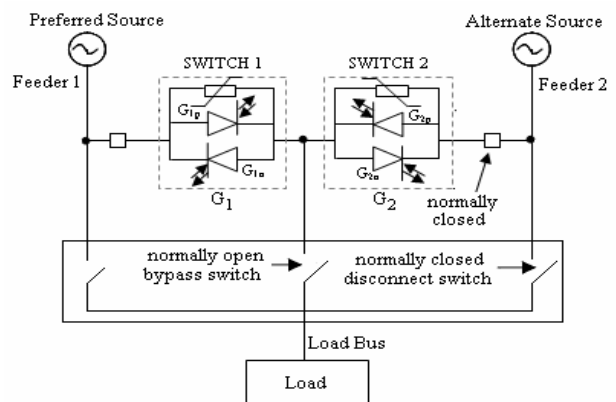 Preferred Source
Alternate Source
Feeder 1
SWITCH 1
SWITCH 2
Feeder 2
G1p
G2p
G1n
G2n
G1
G2
normally
closed
normally open
bypass switch
normally closed
disconnect switch
Load Bus
Load